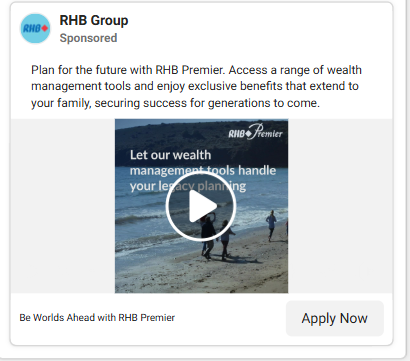 RHB
RHB Group
Sponsored
Plan for the future with RHB Premier. Access a range of wealth
management tools and enjoy exclusive benefits that extend to
your family, securing success for generations to come.
RHB Premier
Let our wealth
management tools handle
your legacy planning
Be Worlds Ahead with RHB Premier
Apply Now